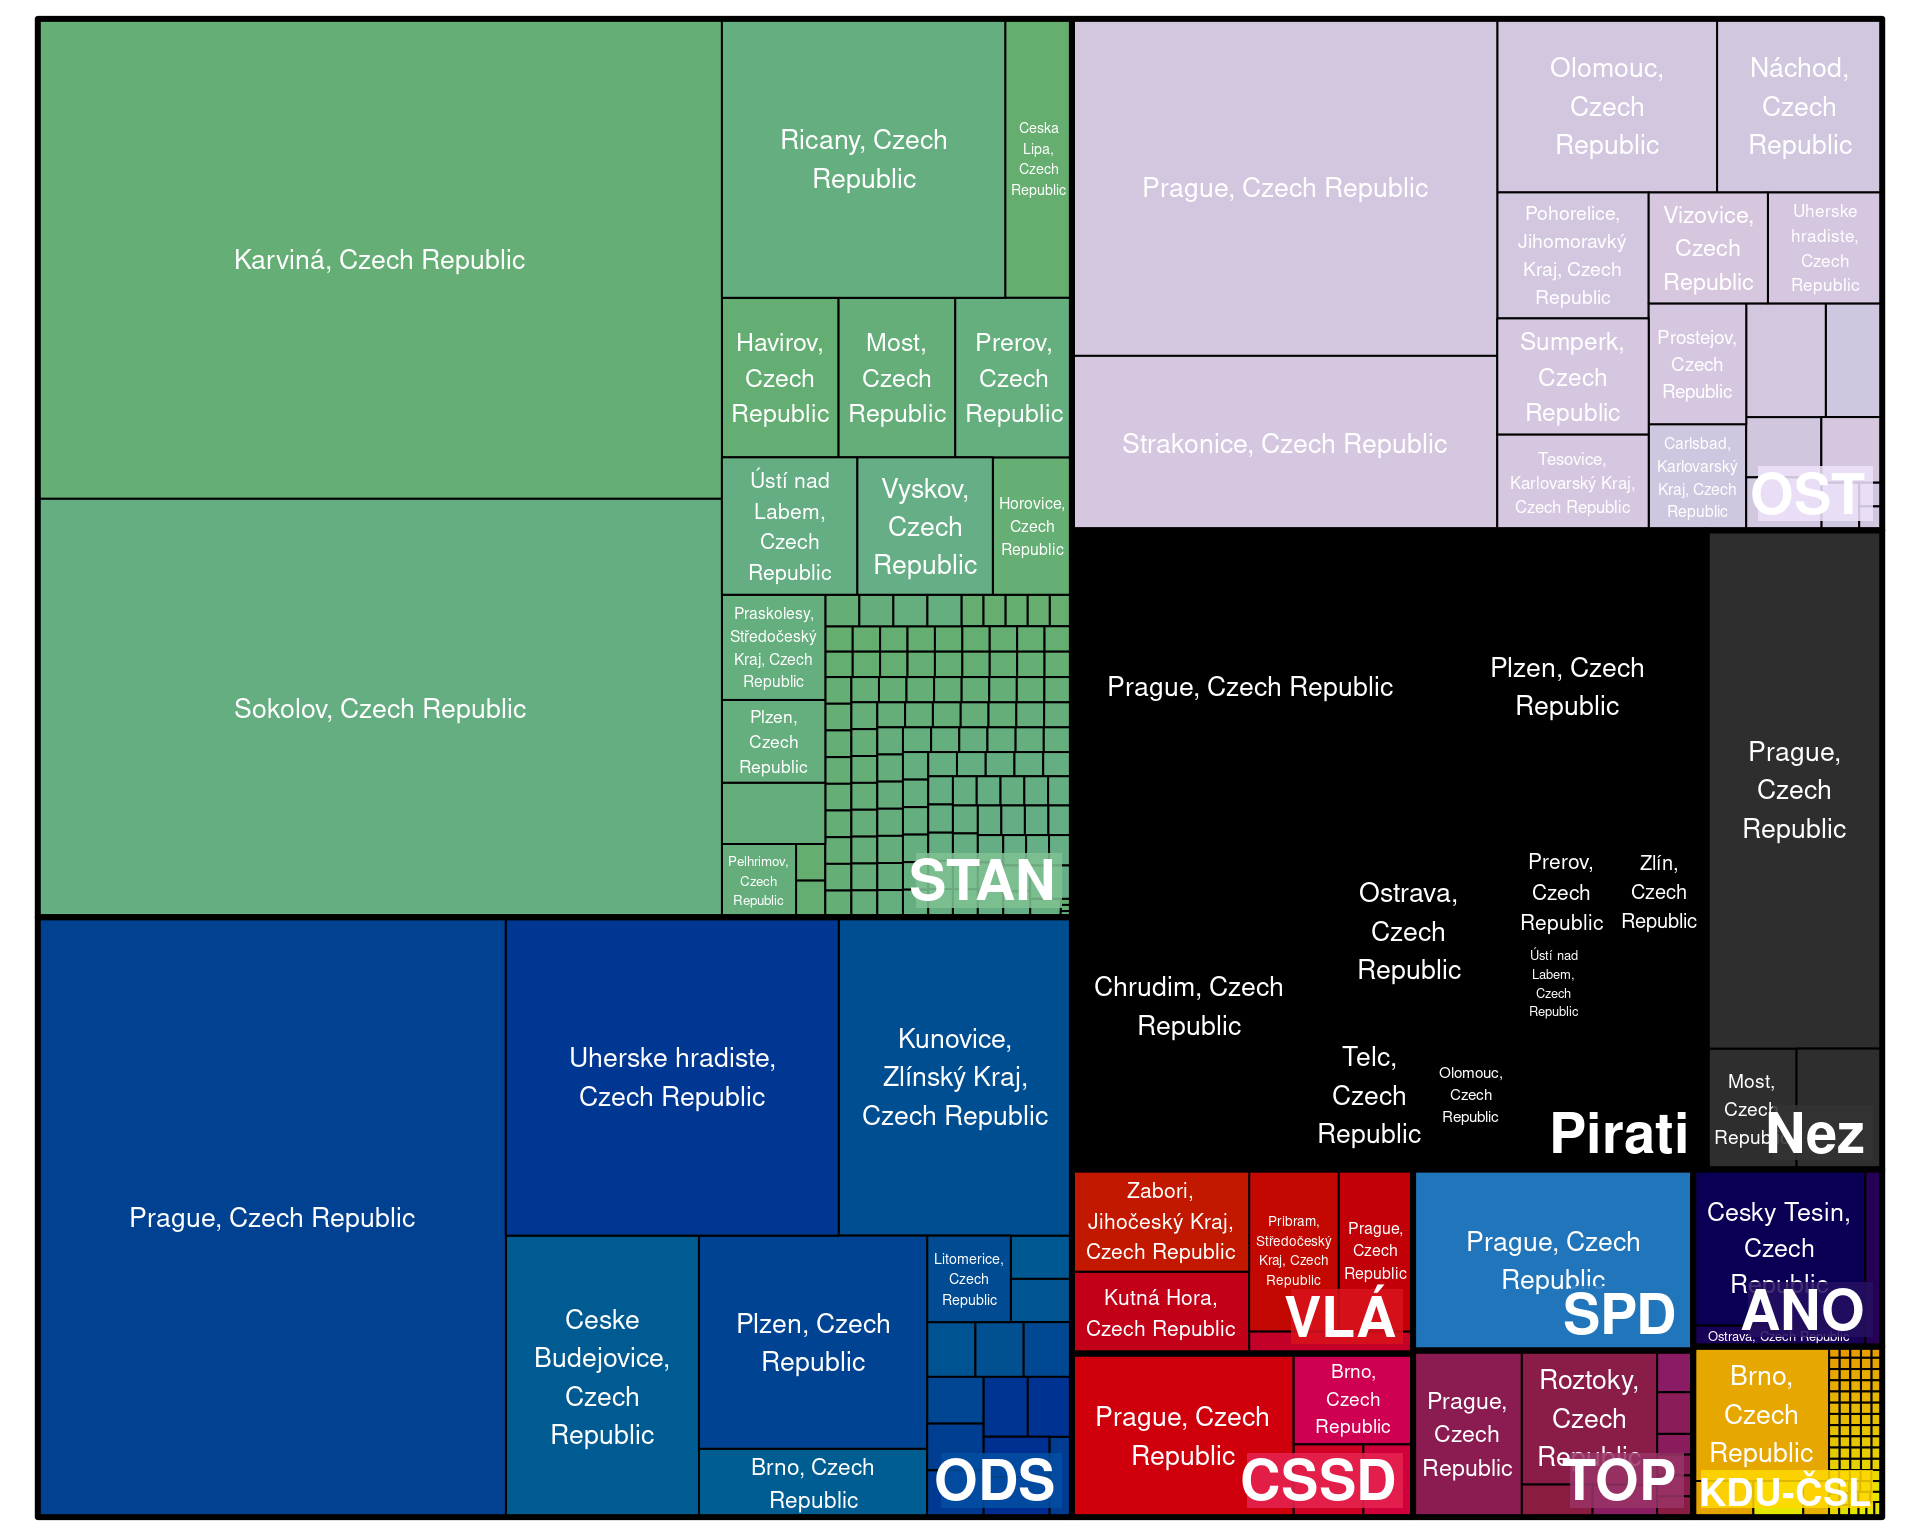 Karviná, Czech Republic
Sokolov, Czech Republic
Ricany, Czech
Republic
Ceska
Lipa,
Czech
Republic
Havirov,
Czech
Republic
Most,
Czech
Republic
Prerov,
Czech
Republic
Ústí nad
Labem,
Czech
Republic
Vyskov,
Czech
Republic
Horovice,
Czech
Republic
Praskolesy,
Středočeský
Kraj, Czech
Republic
Plzen,
Czech
Republic
Pelhrimov,
Czech
Republic
STAN
Prague, Czech Republic
Uherske hradiste,
Czech Republic
Kunovice,
Zlínský Kraj,
Czech Republic
Ceske
Budejovice,
Czech
Republic
Plzen, Czech
Republic
Brno, Czech
Republic
Litomerice,
Czech
Republic
ODS
Prague, Czech Republic
Strakonice, Czech Republic
Olomouc,
Czech
Republic
Náchod,
Czech
Republic
Pohorelice,
Jihomoravký
Kraj, Czech
Republic
Vizovice,
Czech
Republic
Uherske
hradiste,
Czech
Republic
Sumperk,
Czech
Republic
Prostejov,
Czech
Republic
Tesovice,
Karlovarský Kraj,
Czech Republic
Carlsbad,
Karlovarský
Kraj, Czech
Republic
OST
Prague, Czech Republic
Plzen, Czech
Republic
Chrudim, Czech
Republic
Ostrava,
Czech
Republic
Prerov,
Czech
Republic
Zlín,
Czech
Republic
Ústí nad
Labem,
Czech
Republic
Telc,
Czech
Republic
Olomouc,
Czech
Republic
Pirati
Prague,
Czech
Republic
Most,
Czech
Republic
Nez
Zabori,
Jihočeský Kraj,
Czech Republic
Kutná Hora,
Czech Republic
Pribram,
Středočeský
Kraj, Czech
Republic
Prague,
Czech
Republic
VLÁ
Prague, Czech
Republic
SPD
Cesky Tesin,
Czech
Republic
Ostrava, Czech Republic
ANO
Prague, Czech
Republic
Brno,
Czech
Republic
CSSD
Prague,
Czech
Republic
Roztoky,
Czech
Republic
TOP
Brno,
Czech
Republic
KDU-ČSL